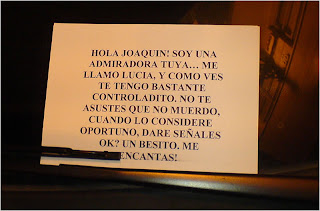 HOLA JOAQUIN! SOY UNA
ADMIRADORA TUYA... ME
LLAMO LUCIA, Y COMO VES
TE TENGO BASTANTE
CONTROLADITO. NO TE
ASUSTES QUE NO MUERDO,
CUANDO LO CONSIDERE
OPORTUNO, DARE SEÑALES
OK? UN BESITO. ME
ENCANTAS!